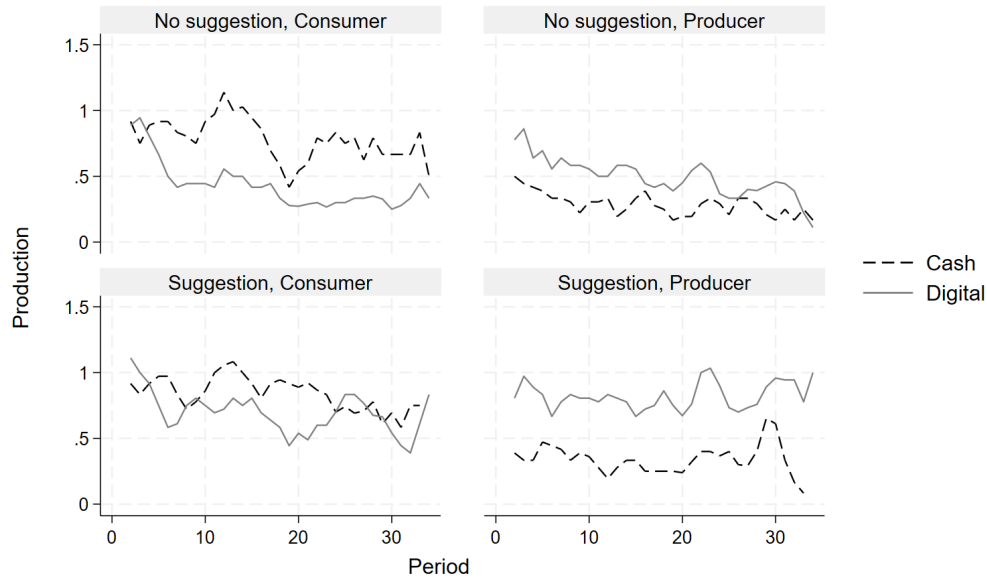 No suggestion, Consumer
No suggestion, Producer
1.5
1
.5
0
Suggestion, Consumer
Suggestion, Producer
1.5
1
.5
0
0 10 20 30
0 10 20 30
Production
Period
Cash
Digital